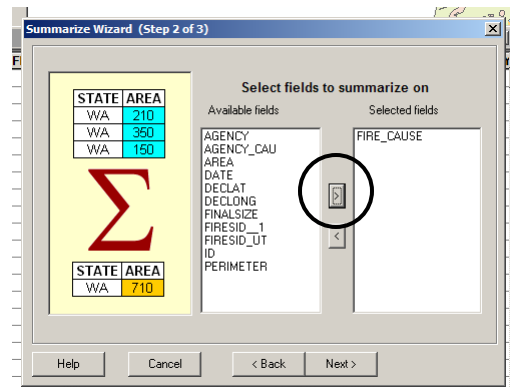 Summarize Wizard (Step 2 of 3)
STATE AREA
WA 210
WA 350
WA 150
Σ
STATE AREA
WA 710
Select fields to summarize on
Available fields
Selected fields
AGENCY
AGENCY_CAU
AREA
DATE
DECLAT
DECLONG
FINALSIZE
FIRESID__1
FIRESID_UT
ID
PERIMETER
>
<
FIRE_CAUSE
Help
Cancel
< Back
Next >